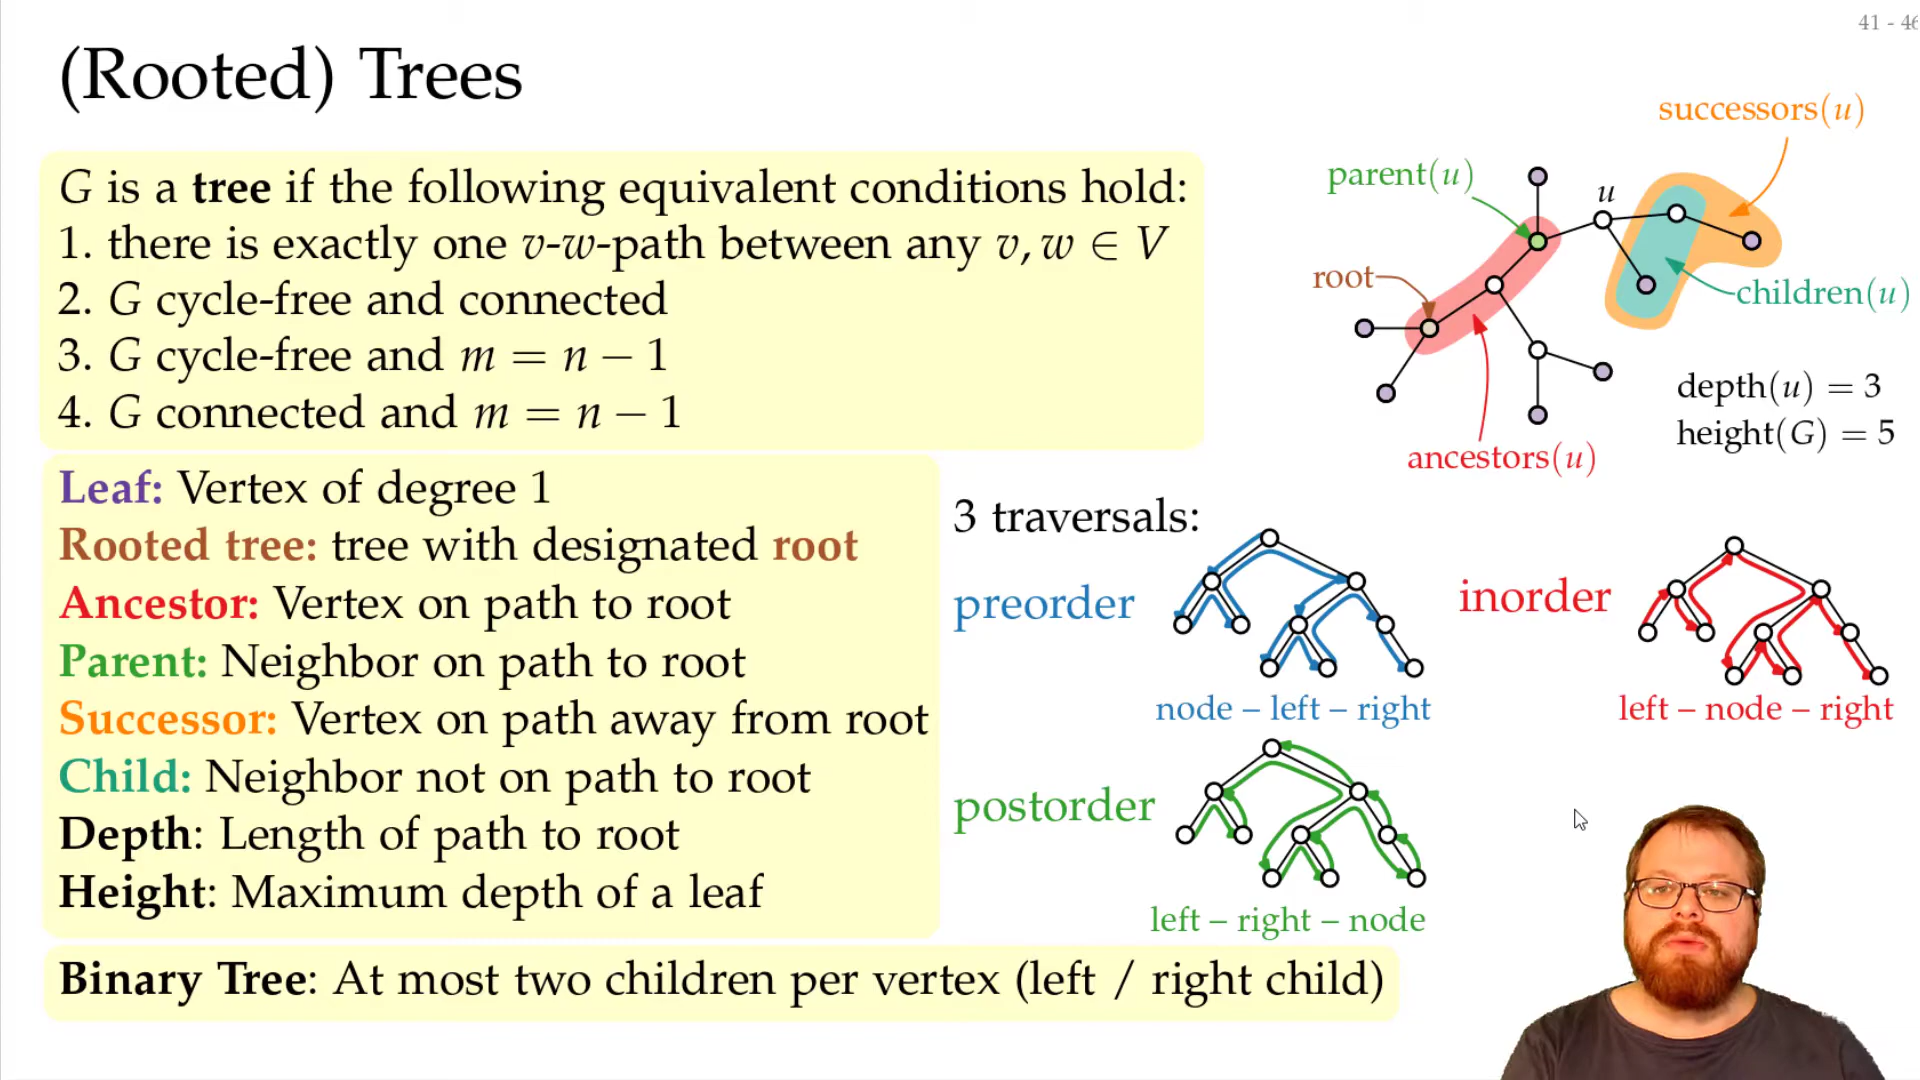 41 - 46
(Rooted) Trees
G is a tree if the following equivalent conditions hold:
1. there is exactly one v-w-path between any v, w ∈ V
2. G cycle-free and connected
3. G cycle-free and m = n − 1
4. G connected and m = n − 1
successors(u)
parent(u)
u
root
children(u)
depth(u) = 3
height(G) = 5
ancestors(u)
Leaf: Vertex of degree 1
Rooted tree: tree with designated root
Ancestor: Vertex on path to root
Parent: Neighbor on path to root
Successor: Vertex on path away from root
Child: Neighbor not on path to root
Depth: Length of path to root
Height: Maximum depth of a leaf
3 traversals:
preorder
node – left – right
inorder
left – node – right
postorder
left – right – node
Binary Tree: At most two children per vertex (left / right child)